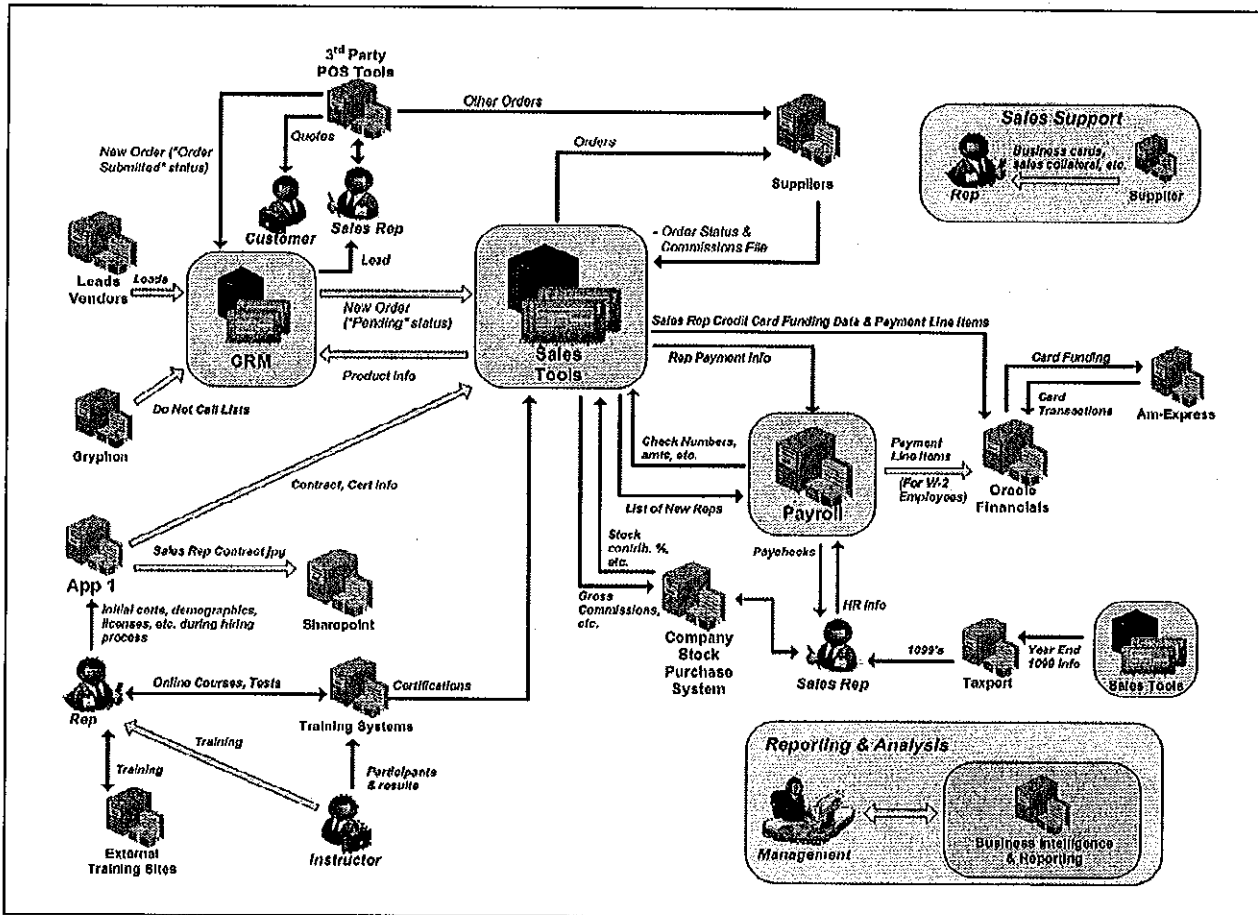 3rd Party
POS Tools
Other Orders
Quotes
New Order ("Order
Submitted" status)
Orders
Suppliers
Sales Support
Business cards,
sales collateral, etc.
Rep
Supplier
Customer
Sales Rep
- Order Status &
Commissions File
Leads
Vendors
Leads
Lead
New Order
("Pending" status)
CRM
Product Info
Sales
Tools
Sales Rep Credit Card Funding Data & Payment Line Items
Rep Payment Info
Card Funding
Card
Transactions
Am-Express
Do Not Call Lists
Gryphon
Check Numbers,
amts, etc.
Payment
Line Items
(For W-2
Employees)
Oracle
Financials
Contract, Cert info
List of New Reps
Payroll
App 1
Sales Rep Contract jpg
Sharepoint
Stock
contrib. %,
etc.
Paychecks
HR info
Gross
Commissions,
etc.
Company
Stock
Purchase
System
Initial certs, demographics,
licenses, etc. during hiring
process
Sales Rep
1099's
Taxport
Year End
1099 Info
Sales Tools
Rep
Online Courses, Tests
Training Systems
Certifications
Training
Training
Participants
& results
External
Training Sites
Instructor
Reporting & Analysis
Management
Business Intelligence
& Reporting